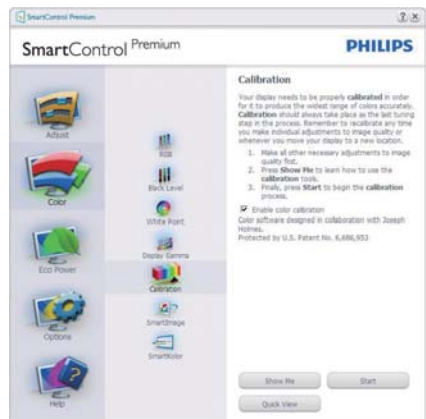 SmartControl Premium
SmartControl Premium
PHILIPS
Adjust
Color
Eco Power
Options
Help
RGB
Black Level
White Point
Display Gamma
Calibration
SmartImage
SmartKolor
Calibration
Your display needs to be properly calibrated in order
for it to produce the widest range of colors accurately.
Calibration should always take place as the last tuning
step in the process. Remember to recalibrate any time
you make individual adjustments to image quality or
whenever you move your display to a new location.
1. Make all other necessary adjustments to image
quality first.
2. Press Show Me to learn how to use the
calibration tools.
3. Finally, press Start to begin the calibration
process.
Enable color calibration
Color software designed in collaboration with Joseph
Holmes.
Protected by U.S. Patent No. 6,686,953
Show Me
Start
Quick View